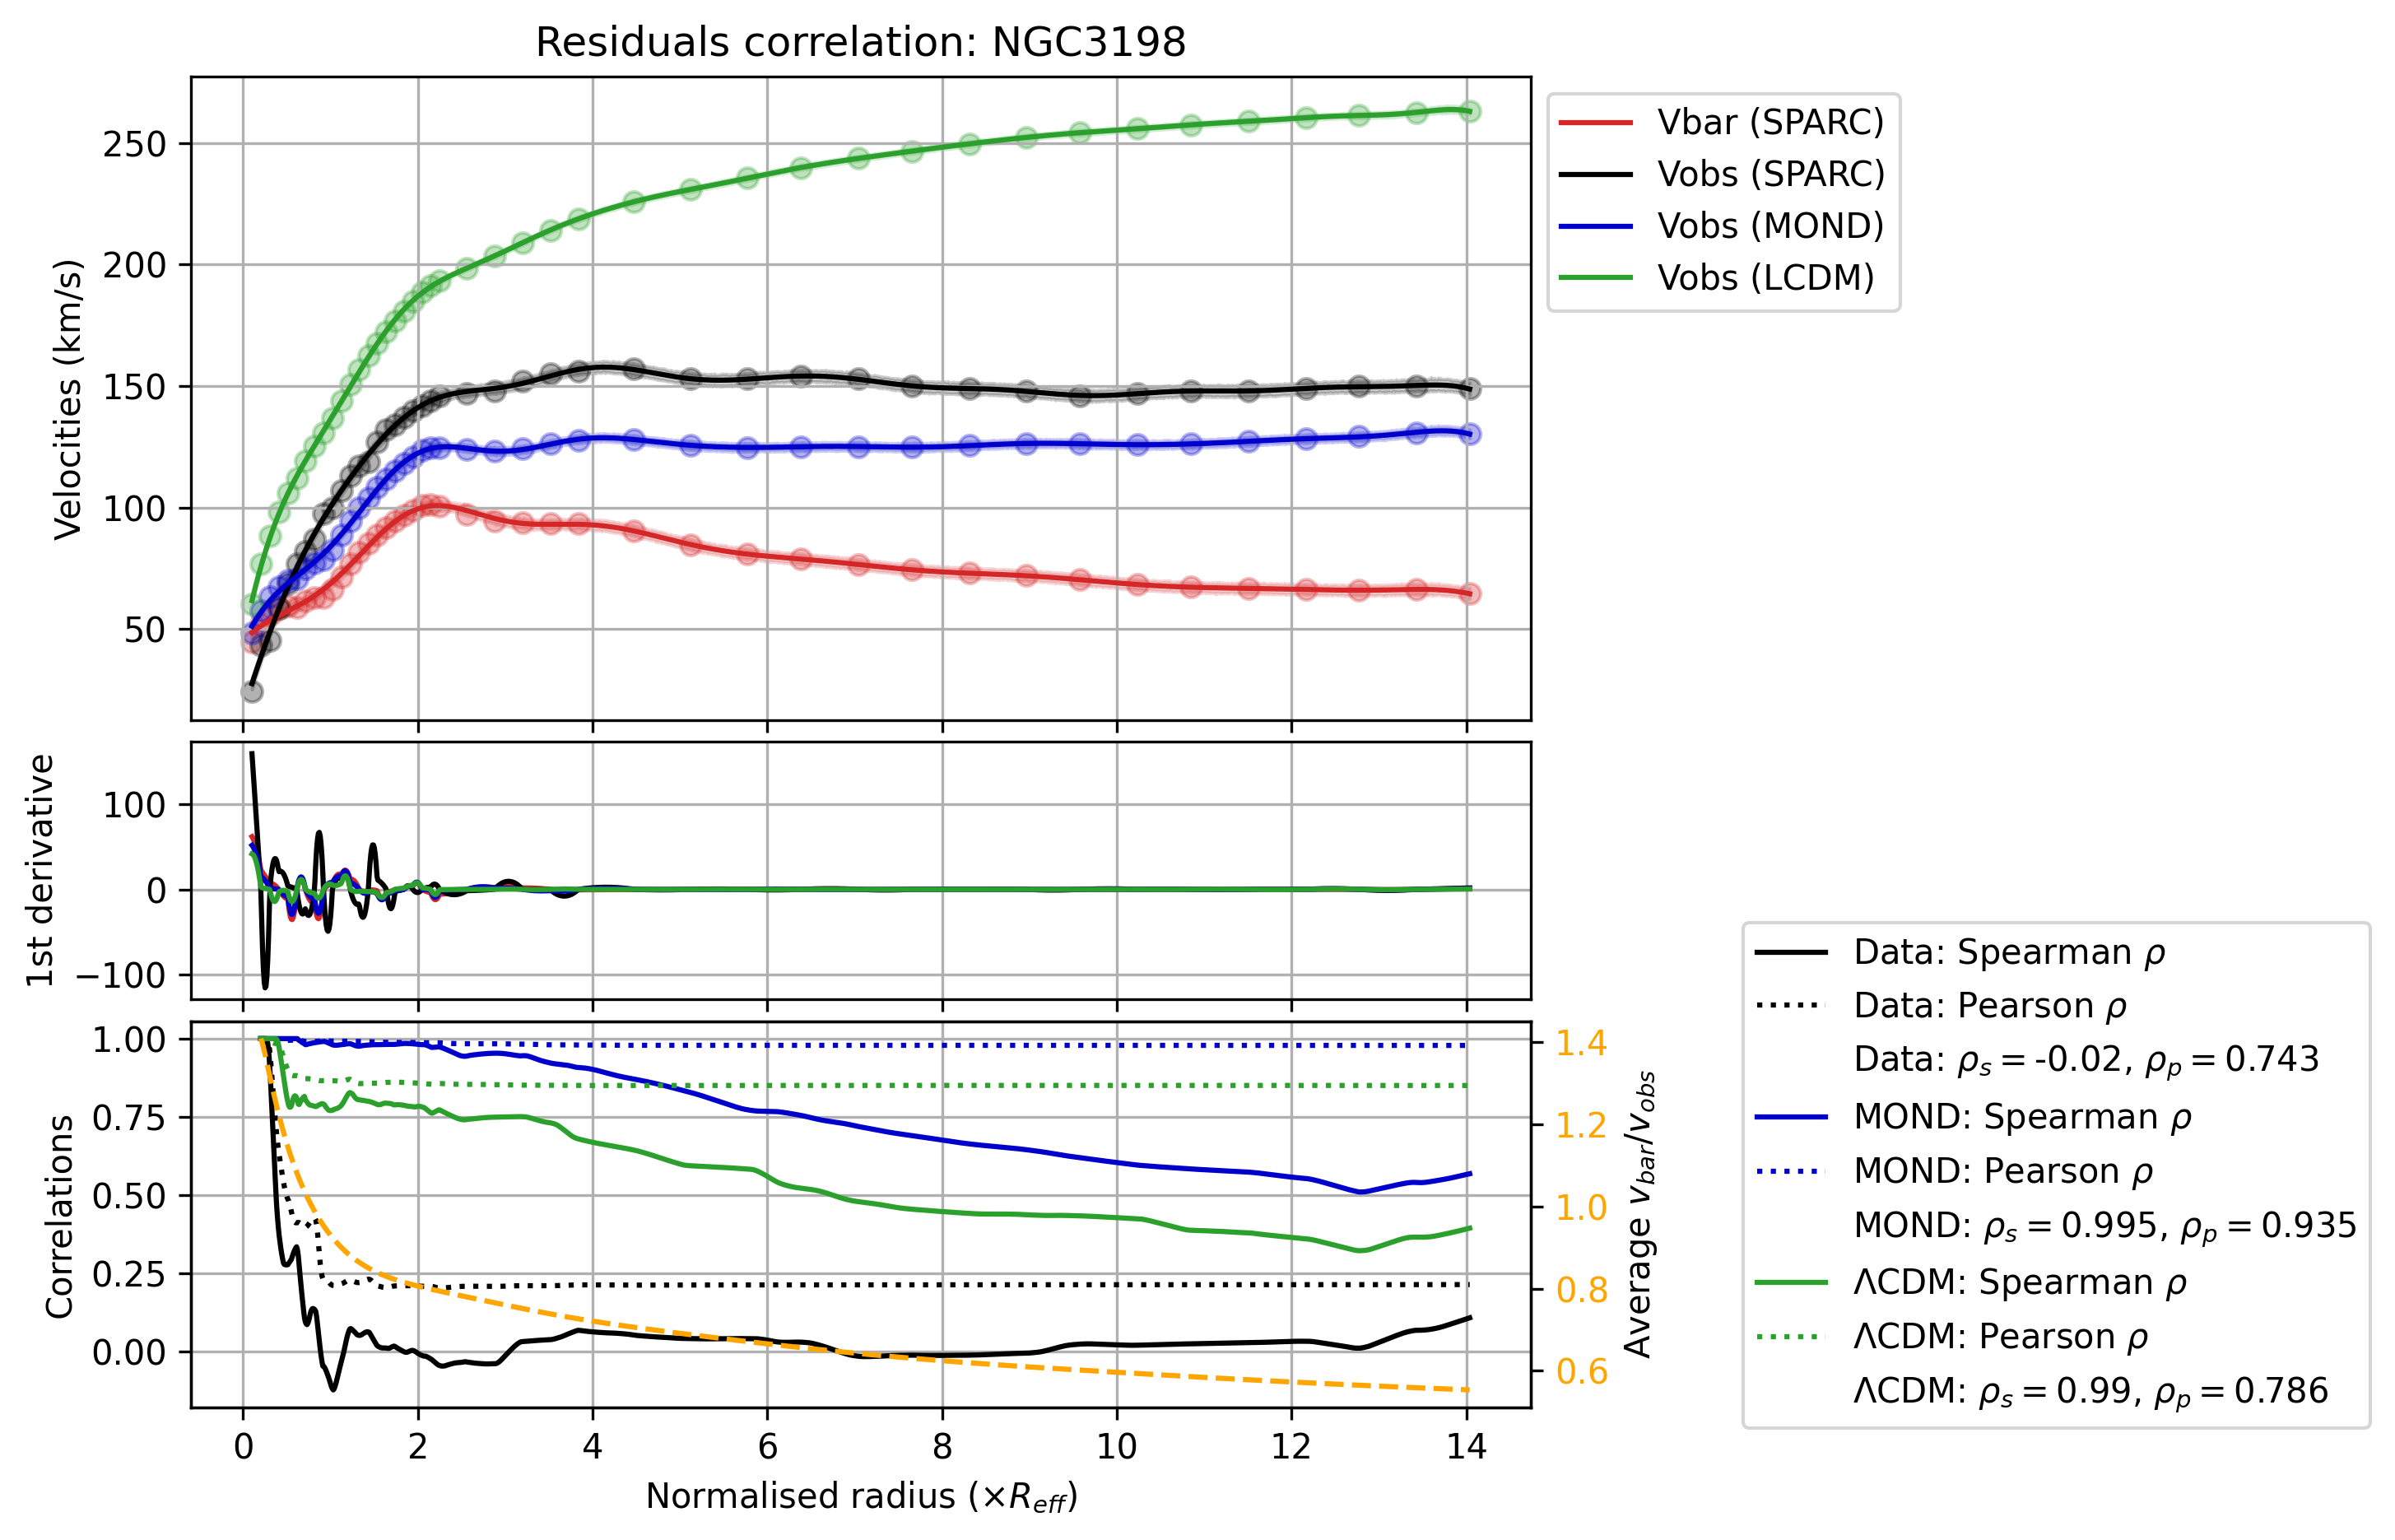 Residuals correlation: NGC3198
Velocities (km/s)
250
200
150
100
50
Vbar (SPARC)
Vobs (SPARC)
Vobs (MOND)
Vobs (LCDM)
1st derivative
100
0
−100
Correlations
1.00
0.75
0.50
0.25
0.00
1.4
1.2
1.0
0.8
0.6
Average v_bar/v_obs
0 2 4 6 8 10 12 14
Normalised radius (×R_eff)
Data: Spearman ρ
Data: Pearson ρ
Data: ρ_s = -0.02, ρ_p = 0.743
MOND: Spearman ρ
MOND: Pearson ρ
MOND: ρ_s = 0.995, ρ_p = 0.935
ΛCDM: Spearman ρ
ΛCDM: Pearson ρ
ΛCDM: ρ_s = 0.99, ρ_p = 0.786